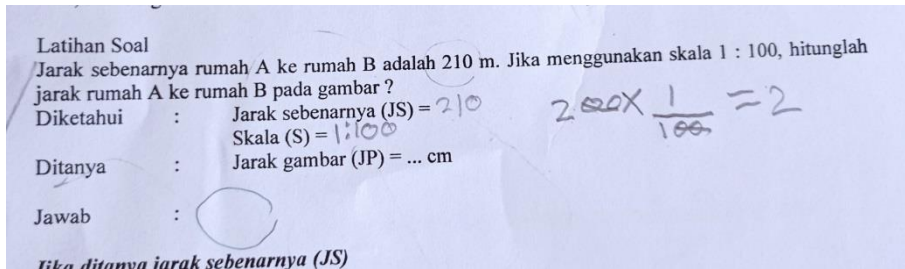 Latihan Soal
Jarak sebenarnya rumah A ke rumah B adalah 210 m. Jika menggunakan skala 1 : 100, hitunglah
jarak rumah A ke rumah B pada gambar ?
Diketahui : Jarak sebenarnya (JS) = 210
Skala (S) = 1:100
200 x 1/100 = 2
Ditanya : Jarak gambar (JP) = ... cm
Jawab :
Jika ditanya jarak sebenarnya (JS)